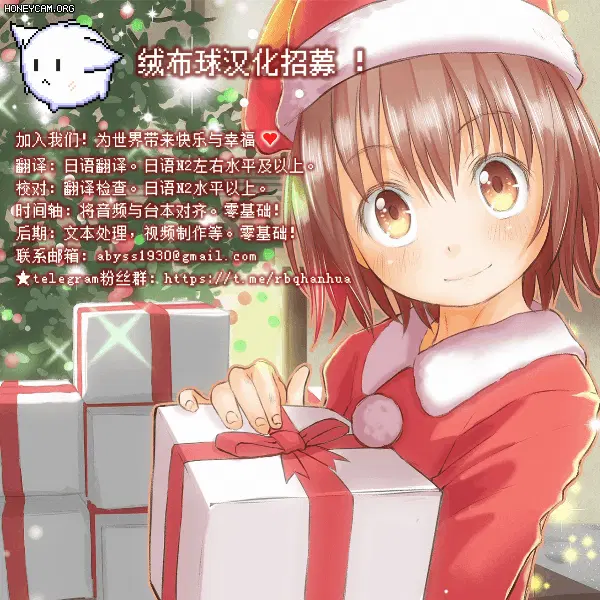 HONEYCAM.ORG
绒布球汉化招募！
加入我们！为世界带来快乐与幸福❤
翻译：日语翻译。日语N2左右水平及以上。
校对：翻译检查。日语N2水平以上。
时间轴：将音频与台本对齐。零基础！
后期：文本处理，视频制作等。零基础！
联系邮箱：abyss1930@gmail.com
★telegram粉丝群：https://t.me/rbqhanhua